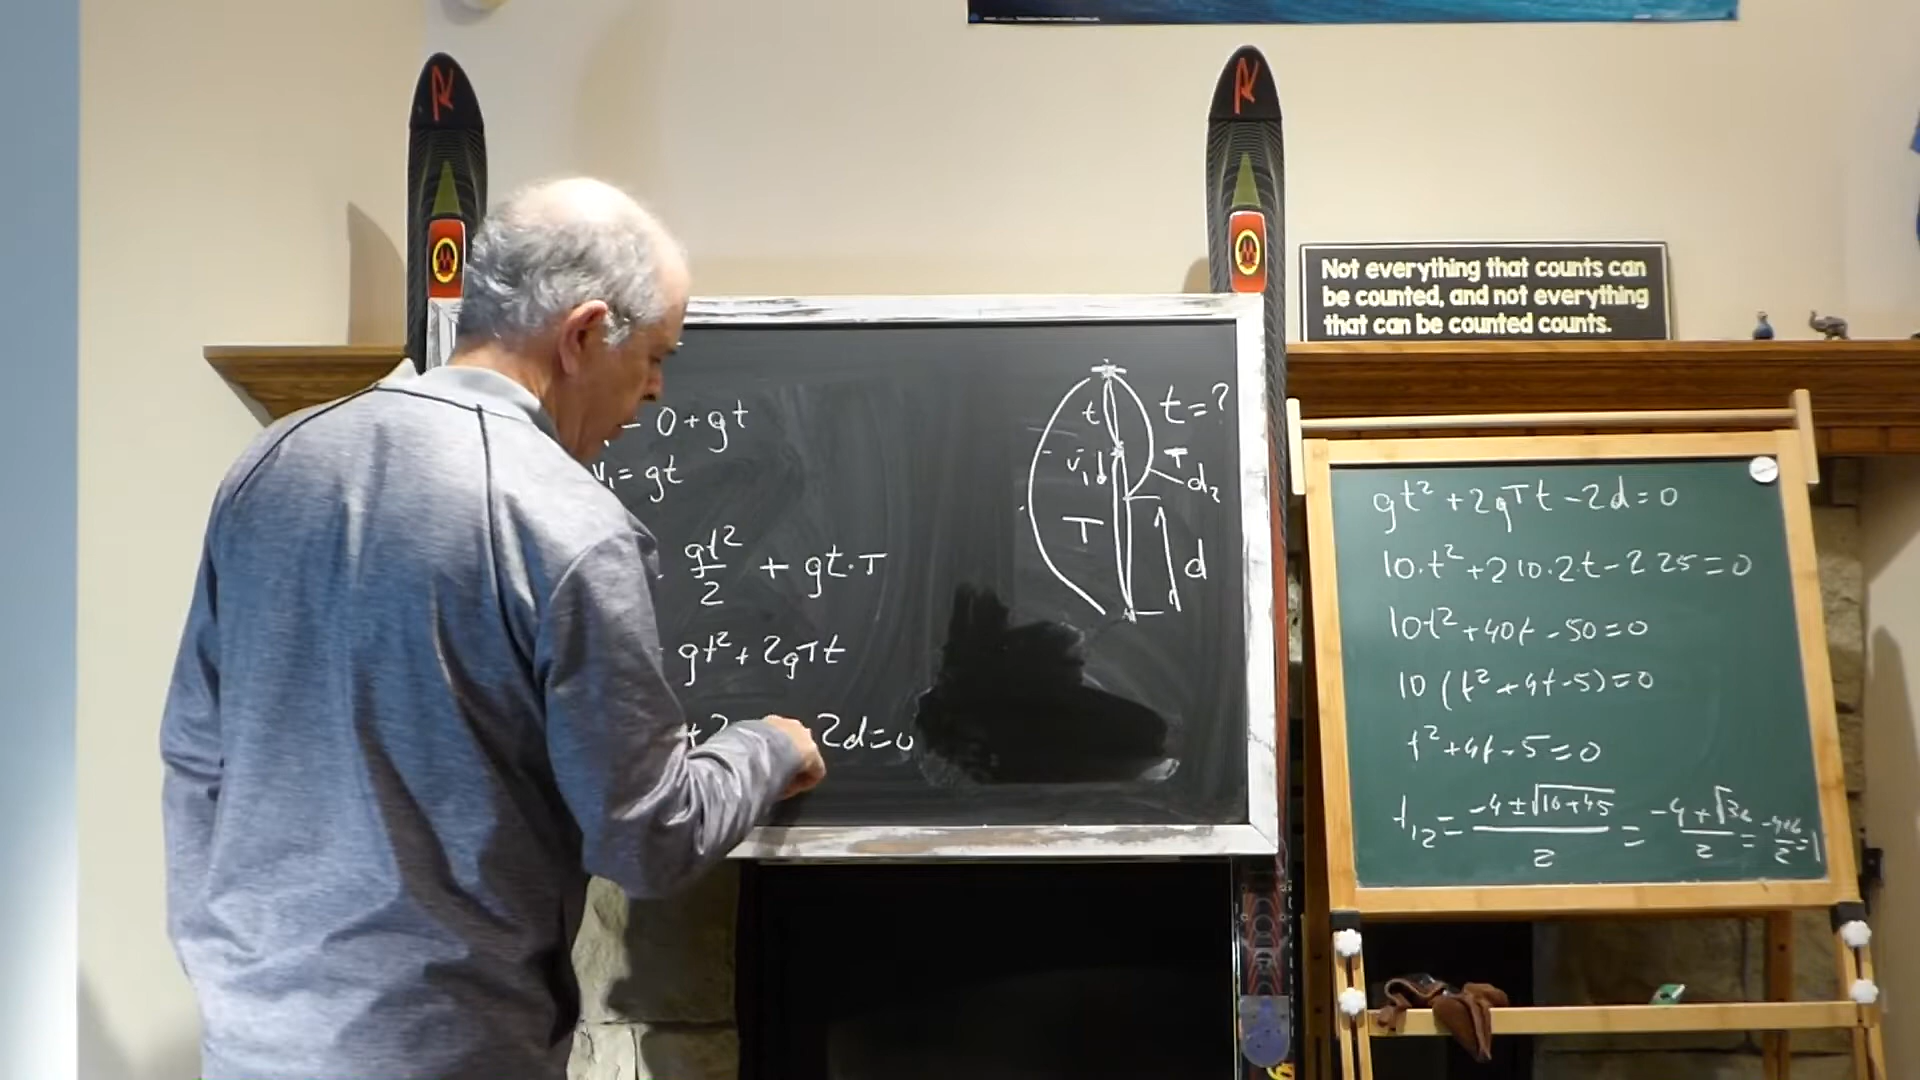 Not everything that counts can
be counted, and not everything
that can be counted counts.
- 0 + gt
v₁ = gt
gt²/2 + gt·T
gt² + 2gTt
2d=0
t=?
t
v₁
d
T
d₂
T
d
gt² + 2gTt - 2d = 0
10·t² + 2 10·2t - 2 25 = 0
10t² + 40t - 50 = 0
10 (t² + 4t - 5) = 0
t² + 4t - 5 = 0
t₁₂ = (-4 ± √16+45)/2 = (-4 + √36)/2 = (-4+6)/2 = 1